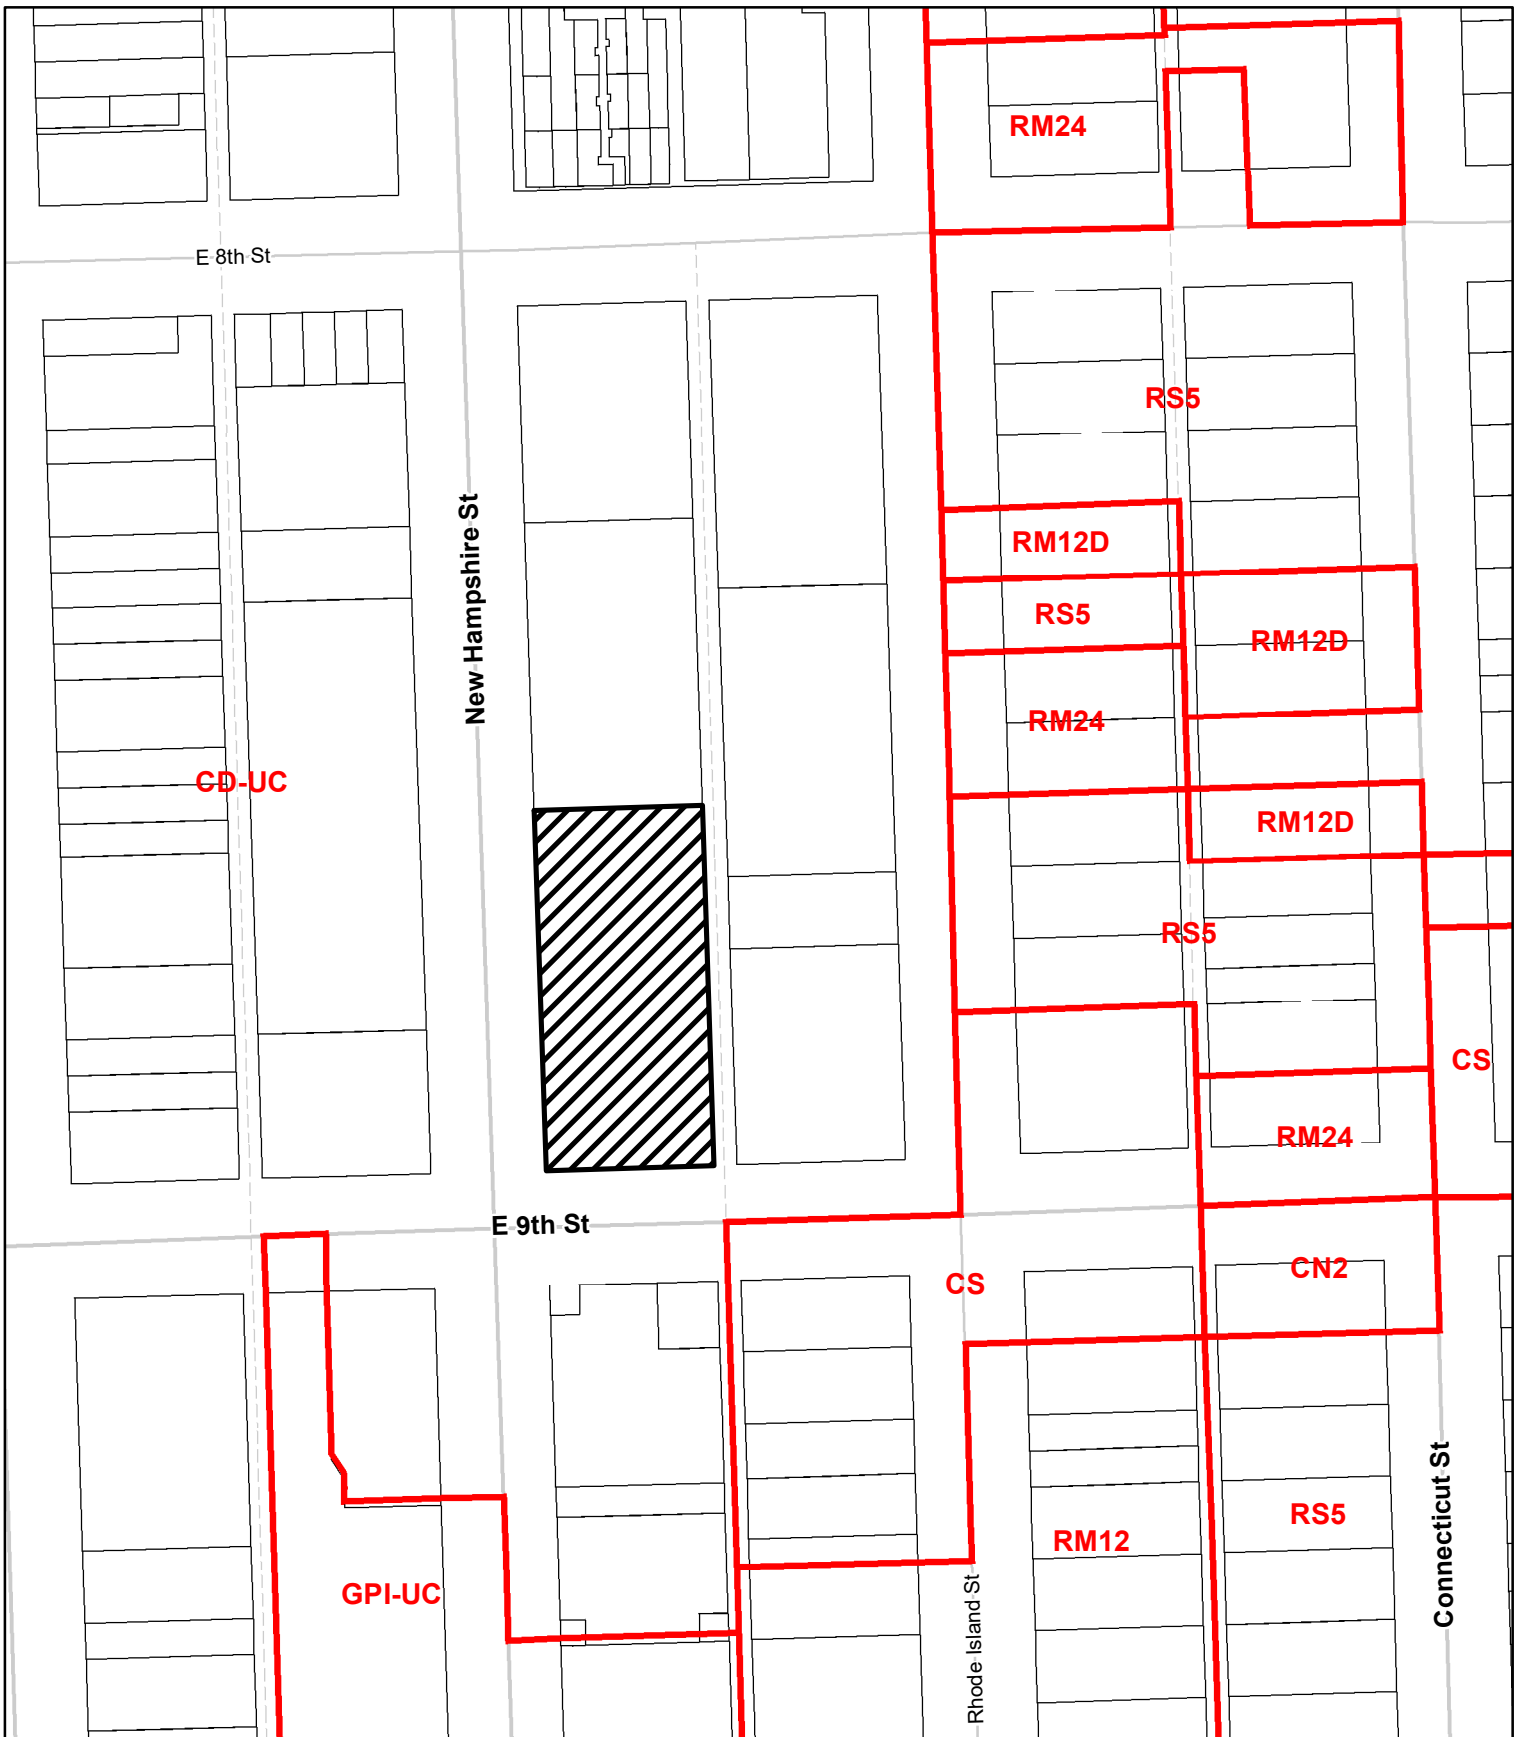 RM24
E 8th St
RS5
New Hampshire St
RM12D
RS5
RM12D
RM24
CD-UC
RM12D
RS5
CS
RM24
E 9th St
CS
CN2
RS5
RM12
GPI-UC
Rhode Island St
Connecticut St